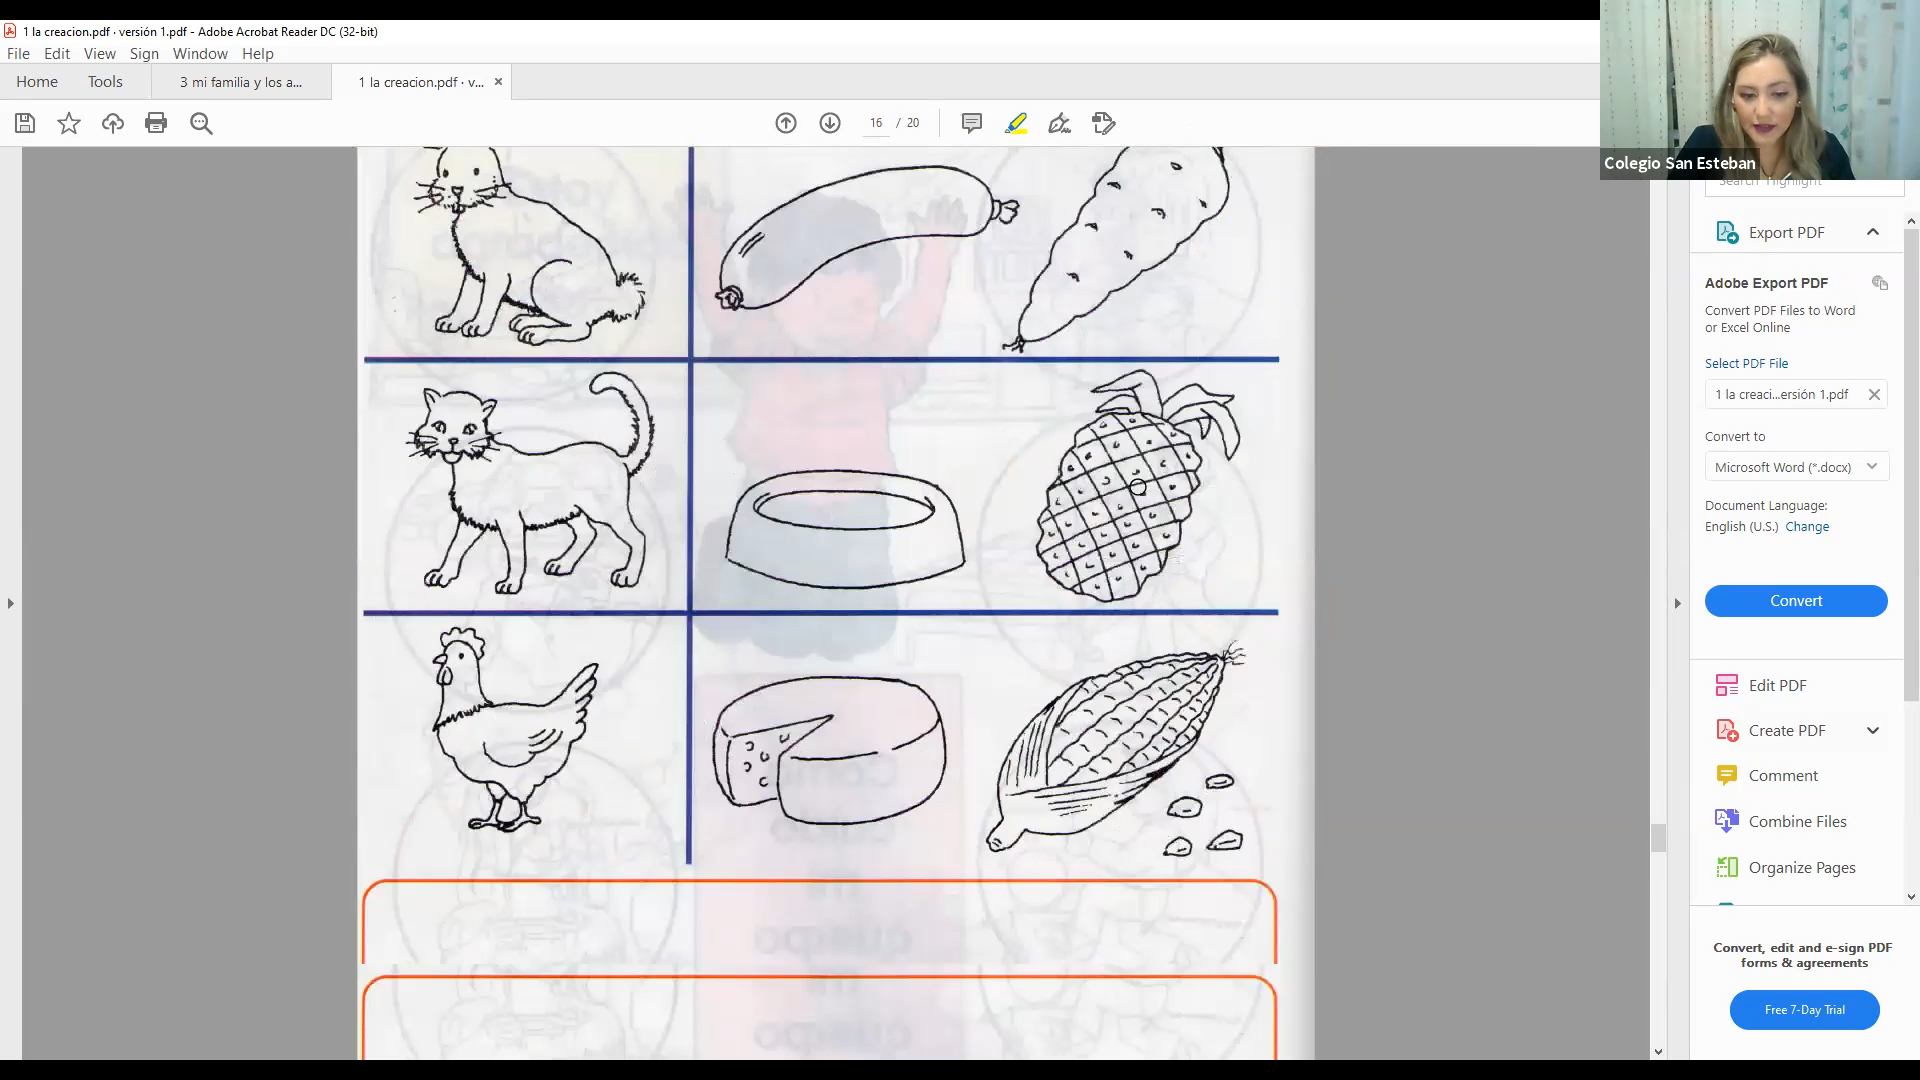 1 la creacion.pdf · versión 1.pdf - Adobe Acrobat Reader DC (32-bit)
File Edit View Sign Window Help
Home Tools 3 mi familia y los a... 1 la creacion.pdf · v... ×
16 / 20
Colegio San Esteban
Search 'Highlight'
Export PDF
Adobe Export PDF
Convert PDF Files to Word
or Excel Online
Select PDF File
1 la creaci...ersión 1.pdf
Convert to
Microsoft Word (*.docx)
Document Language:
English (U.S.) Change
Convert
Edit PDF
Create PDF
Comment
Combine Files
Organize Pages
Convert, edit and e-sign PDF
forms & agreements
Free 7-Day Trial